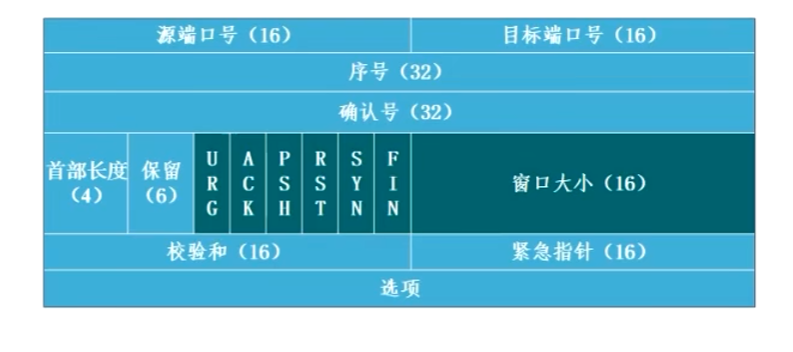 源端口号（16） 目标端口号（16）
序号（32）
确认号（32）
首部长度（4） 保留（6） URG ACK PSH RST SYN FIN 窗口大小（16）
校验和（16） 紧急指针（16）
选项